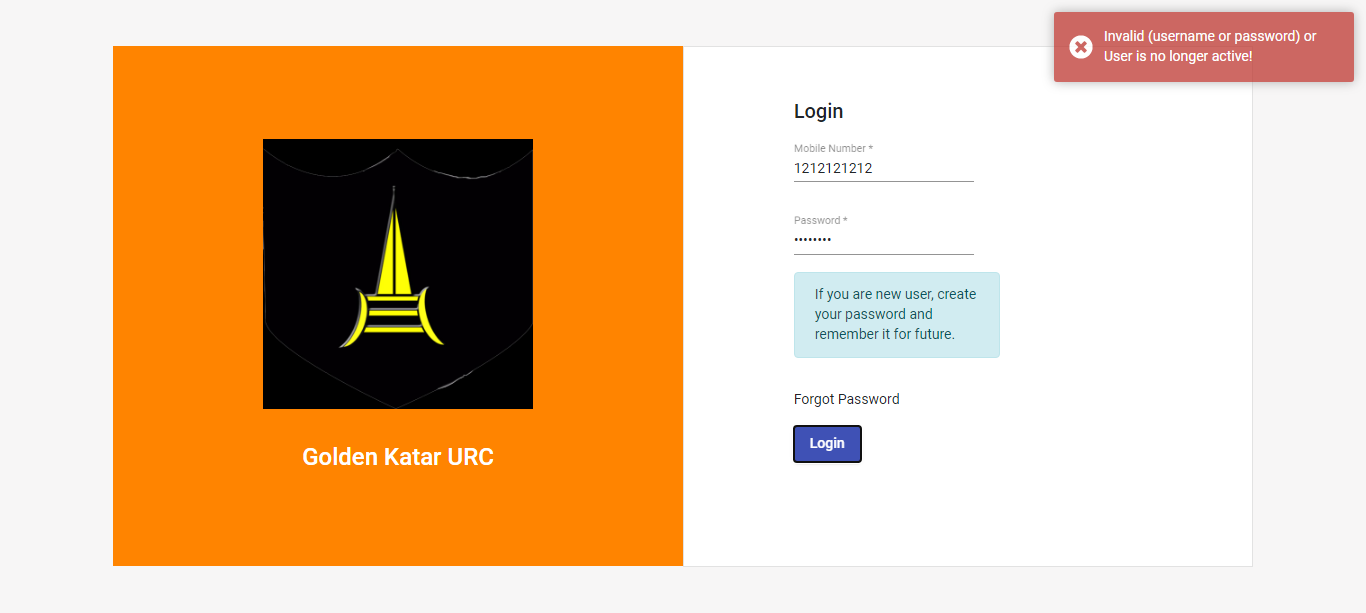 Invalid (username or password) or
User is no longer active!
Golden Katar URC
Login
Mobile Number *
1212121212
Password *
••••••••
If you are new user, create
your password and
remember it for future.
Forgot Password
Login